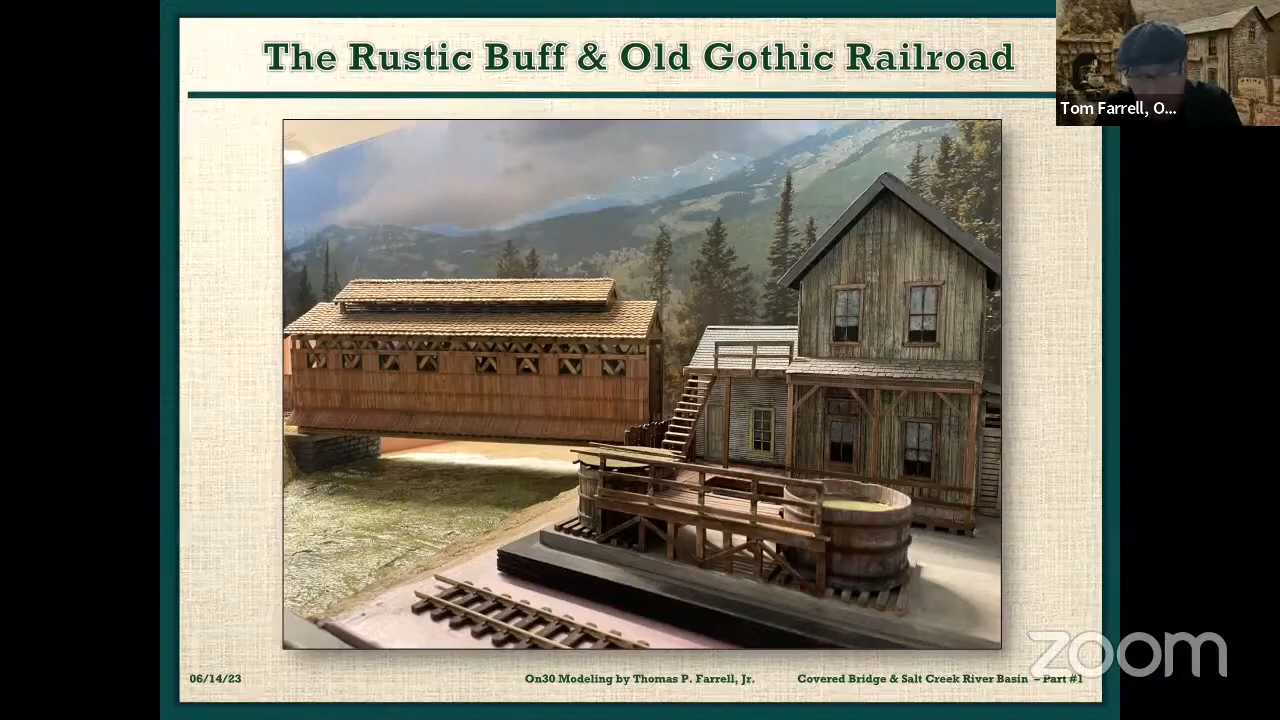 The Rustic Buff & Old Gothic Railroad
Tom Farrell, O...
06/14/23
On30 Modeling by Thomas P. Farrell, Jr.
Covered Bridge & Salt Creek River Basin – Part #1
zoom